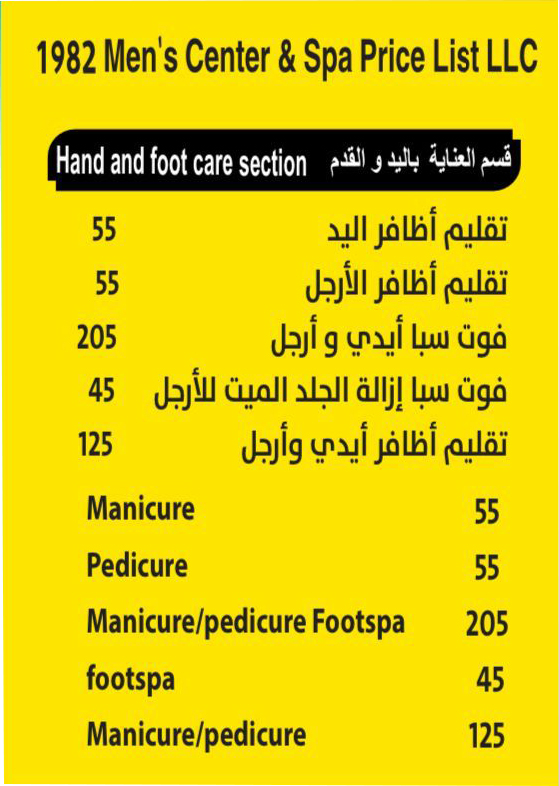 1982 Men's Center & Spa Price List LLC
Hand and foot care section قسم العناية باليد و القدم
تقليم أظافر اليد 55
تقليم أظافر الأرجل 55
فوت سبا أيدي و أرجل 205
فوت سبا إزالة الجلد الميت للأرجل 45
تقليم أظافر أيدي وأرجل 125
Manicure 55
Pedicure 55
Manicure/pedicure Footspa 205
footspa 45
Manicure/pedicure 125